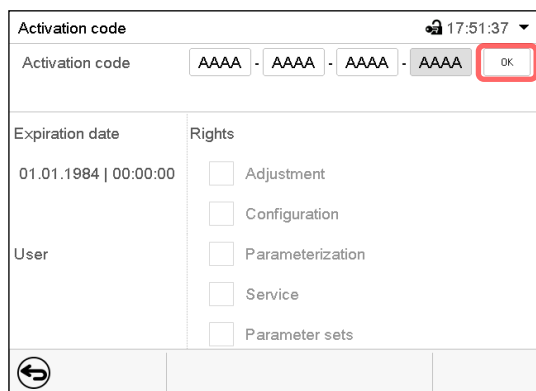 Activation code 17:51:37
Activation code AAAA - AAAA - AAAA - AAAA OK
Expiration date Rights
01.01.1984 | 00:00:00 Adjustment
Configuration
User Parameterization
Service
Parameter sets